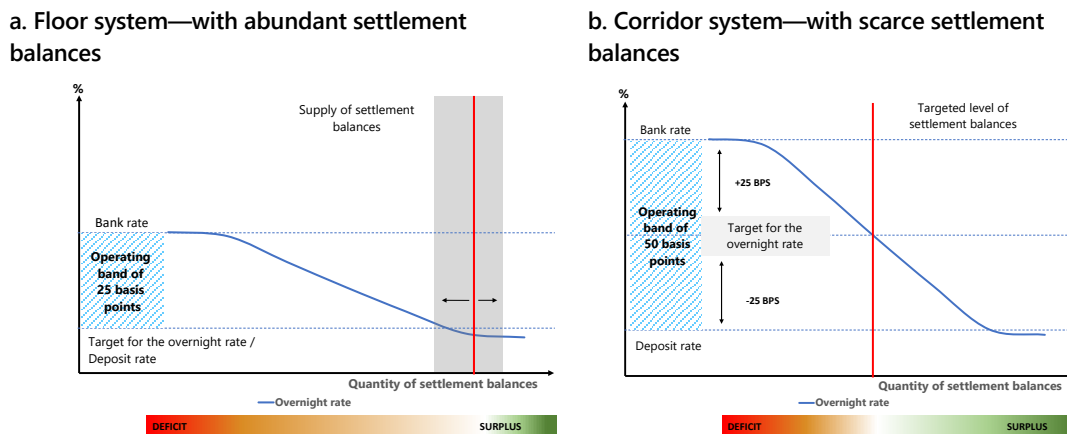 a. Floor system—with abundant settlement
balances
%
Supply of settlement
balances
Bank rate
Operating
band of
25 basis
points
Target for the overnight rate /
Deposit rate
Quantity of settlement balances
Overnight rate
DEFICIT
SURPLUS
b. Corridor system—with scarce settlement
balances
%
Targeted level of
settlement balances
Bank rate
+25 BPS
Operating
band of
50 basis
points
Target for the
overnight rate
-25 BPS
Deposit rate
Quantity of settlement balances
Overnight rate
DEFICIT
SURPLUS